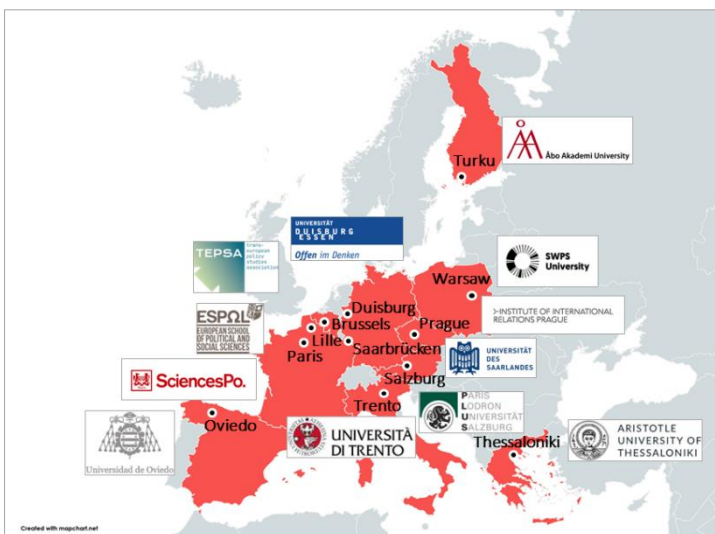 Åbo Akademi University
Turku
UNIVERSITÄT
DUISBURG
ESSEN
Offen im Denken
TEPSA
trans-
european
policy
studies
association
SWPS
University
Warsaw
INSTITUTE OF INTERNATIONAL
RELATIONS PRAGUE
ESPOL
EUROPEAN SCHOOL
OF POLITICAL AND
SOCIAL SCIENCES
Duisburg
Brussels
Prague
Lille
Paris
Saarbrücken
UNIVERSITÄT
DES
SAARLANDES
SciencesPo.
Salzburg
Trento
PARIS
LODRON
UNIVERSITÄT
SALZBURG
Oviedo
Universidad de Oviedo
UNIVERSITÀ
DI TRENTO
Thessaloniki
ARISTOTLE
UNIVERSITY OF
THESSALONIKI
Created with mapchart.net